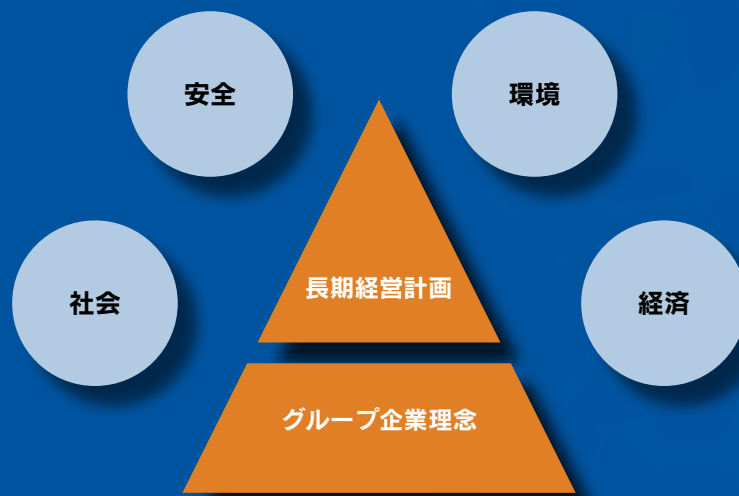 安全
環境
社会
長期経営計画
経済
グループ企業理念